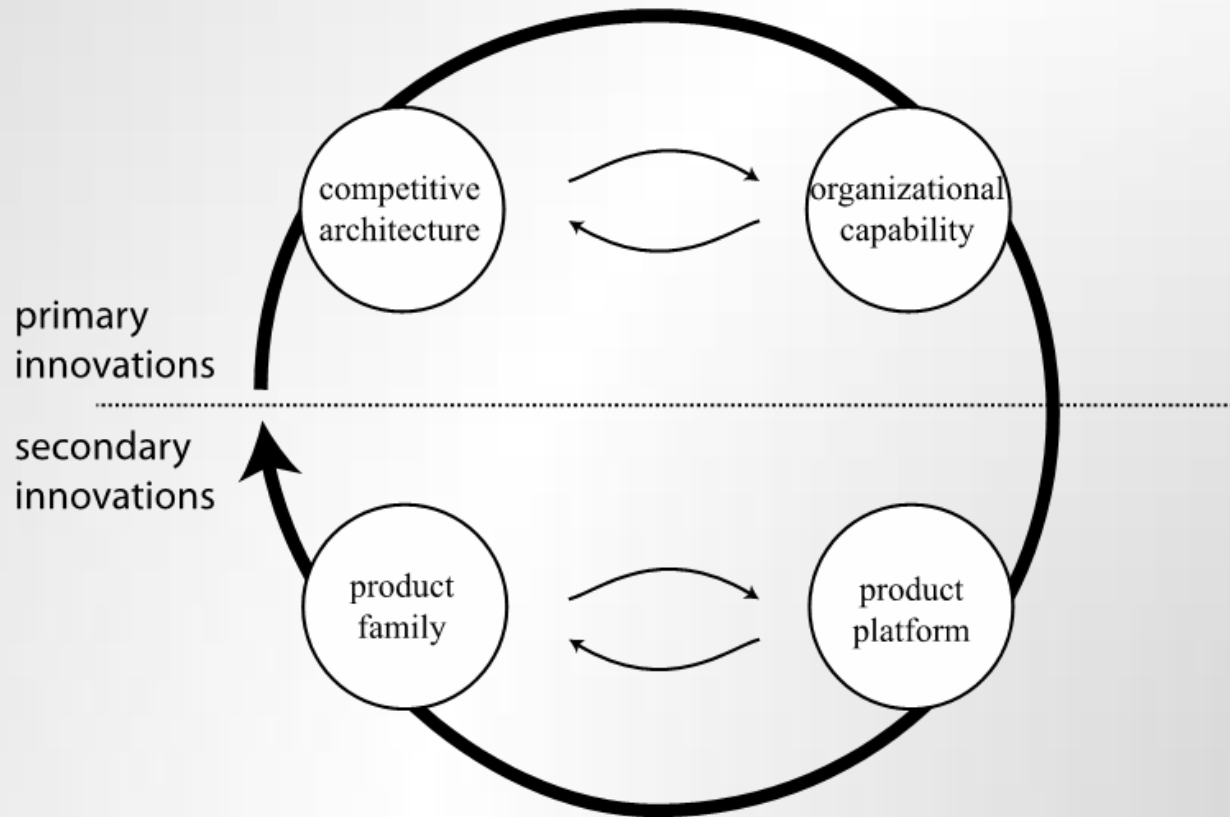 competitive
architecture
organizational
capability
primary
innovations
secondary
innovations
product
family
product
platform